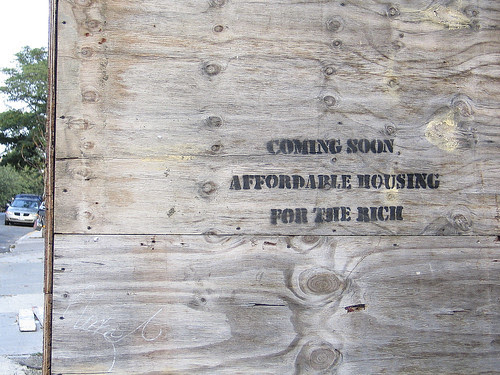 COMING SOON
AFFORDABLE HOUSING
FOR THE RICH